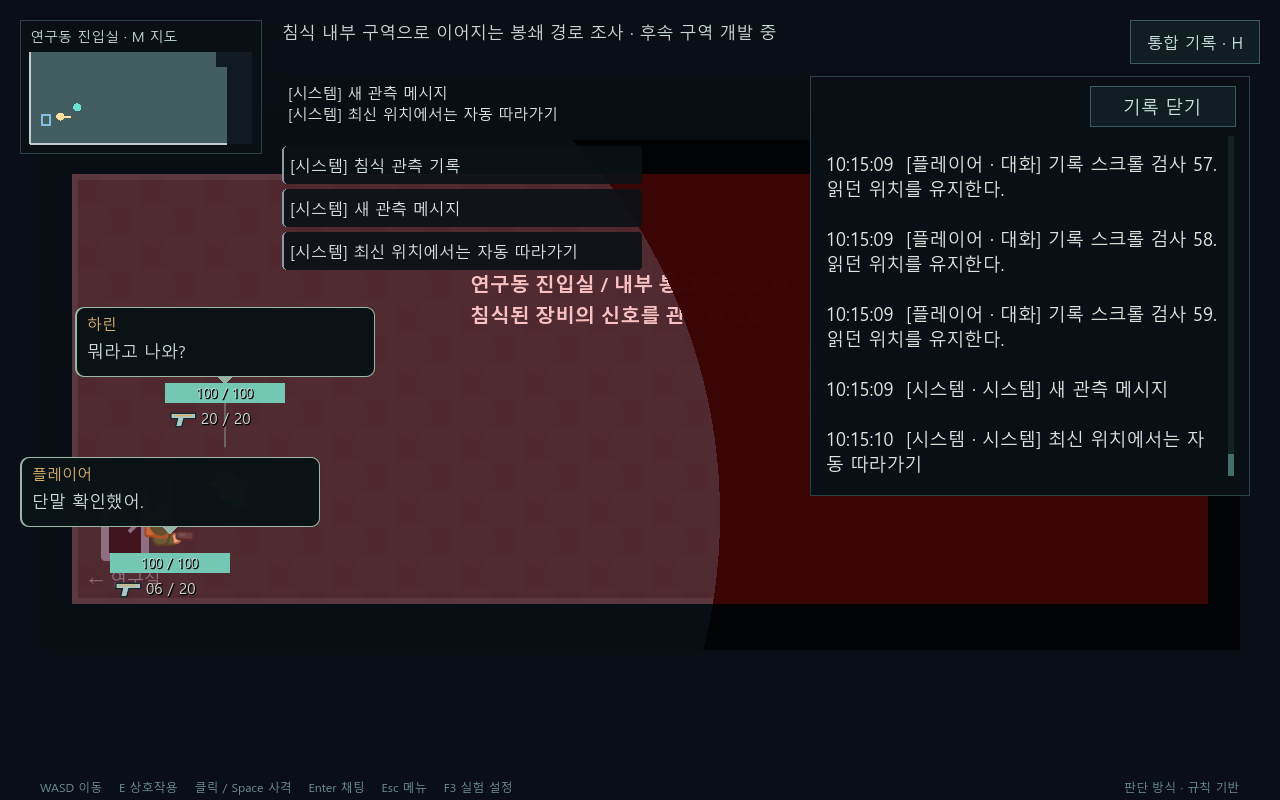 연구동 진입실 · M 지도
침식 내부 구역으로 이어지는 봉쇄 경로 조사 · 후속 구역 개발 중
통합 기록 · H
[시스템] 새 관측 메시지
[시스템] 최신 위치에서는 자동 따라가기
[시스템] 침식 관측 기록
[시스템] 새 관측 메시지
[시스템] 최신 위치에서는 자동 따라가기
연구동 진입실 / 내부
침식된 장비의 신호를
하린
뭐라고 나와?
100 / 100
20 / 20
플레이어
단말 확인했어.
100 / 100
← 연구실
06 / 20
기록 닫기
10:15:09 [플레이어 · 대화] 기록 스크롤 검사 57.
읽던 위치를 유지한다.
10:15:09 [플레이어 · 대화] 기록 스크롤 검사 58.
읽던 위치를 유지한다.
10:15:09 [플레이어 · 대화] 기록 스크롤 검사 59.
읽던 위치를 유지한다.
10:15:09 [시스템 · 시스템] 새 관측 메시지
10:15:10 [시스템 · 시스템] 최신 위치에서는 자
동 따라가기
WASD 이동 E 상호작용 클릭 / Space 사격 Enter 채팅 Esc 메뉴 F3 실험 설정
판단 방식 · 규칙 기반